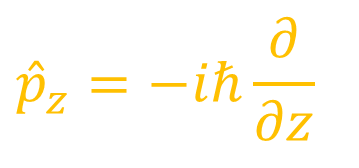 p̂_z = −iħ ∂/∂z